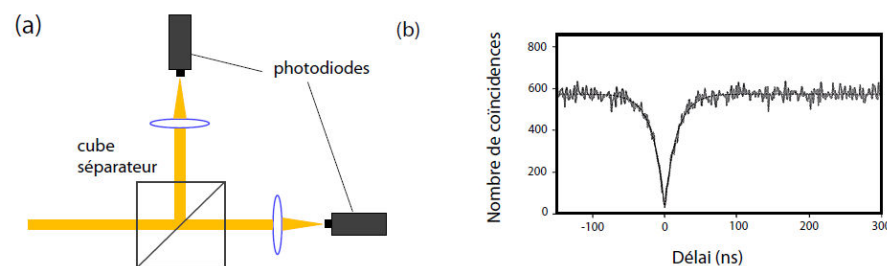 (a)
photodiodes
cube
séparateur
(b)
Nombre de coïncidences
800
600
400
200
0
-100
0
100
200
300
Délai (ns)